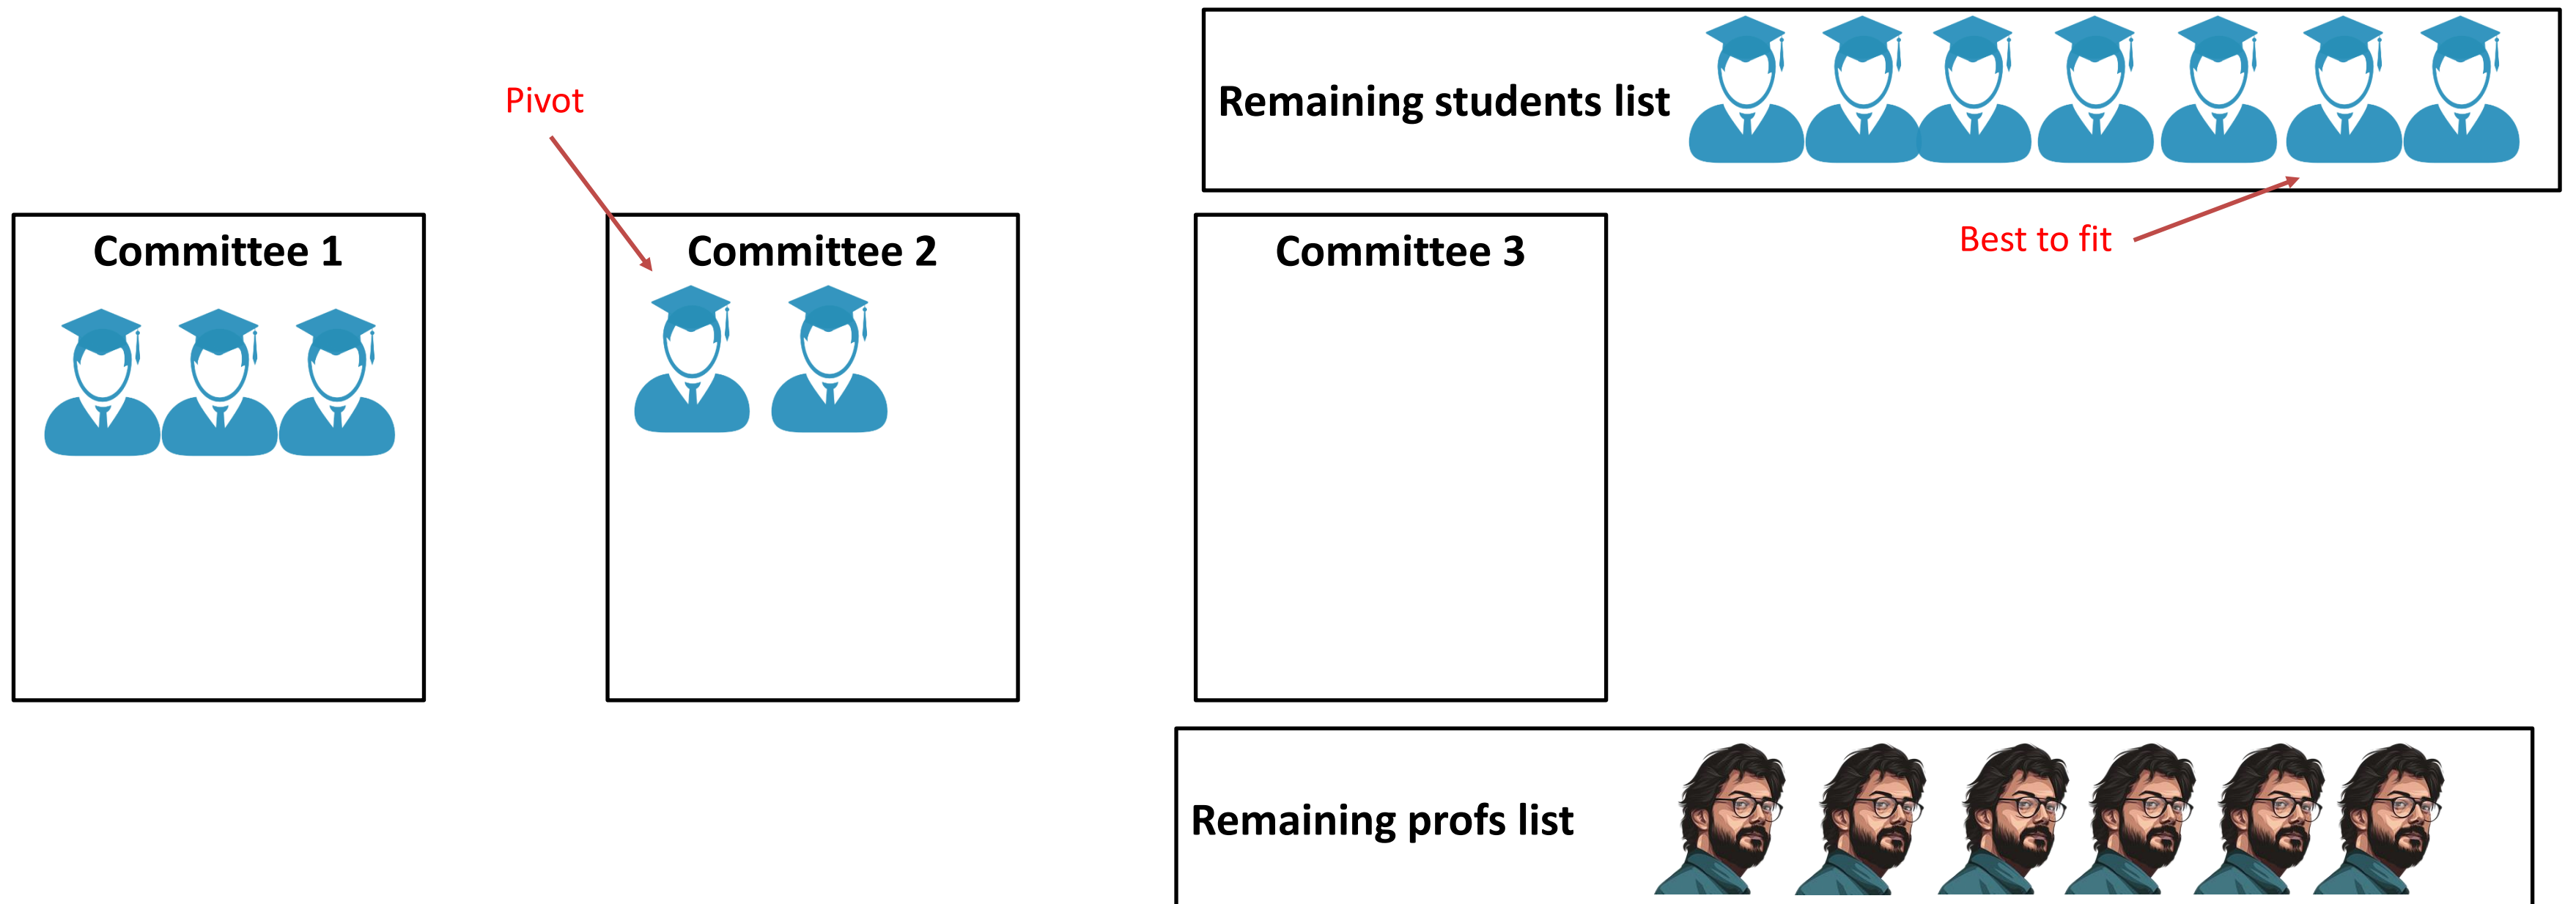 Remaining students list
Pivot
Committee 1
Committee 2
Committee 3
Best to fit
Remaining profs list